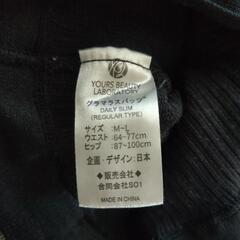 YOURS BEAUTY
LABORATORY
グラマラスパッツ®
DAILY SLIM
(REGULAR TYPE)
サイズ:M~L
ウエスト:64-77cm
ヒップ:87~100cm
企画・デザイン:日本
◆販売会社◆
合同会社S01
MADE IN CHINA